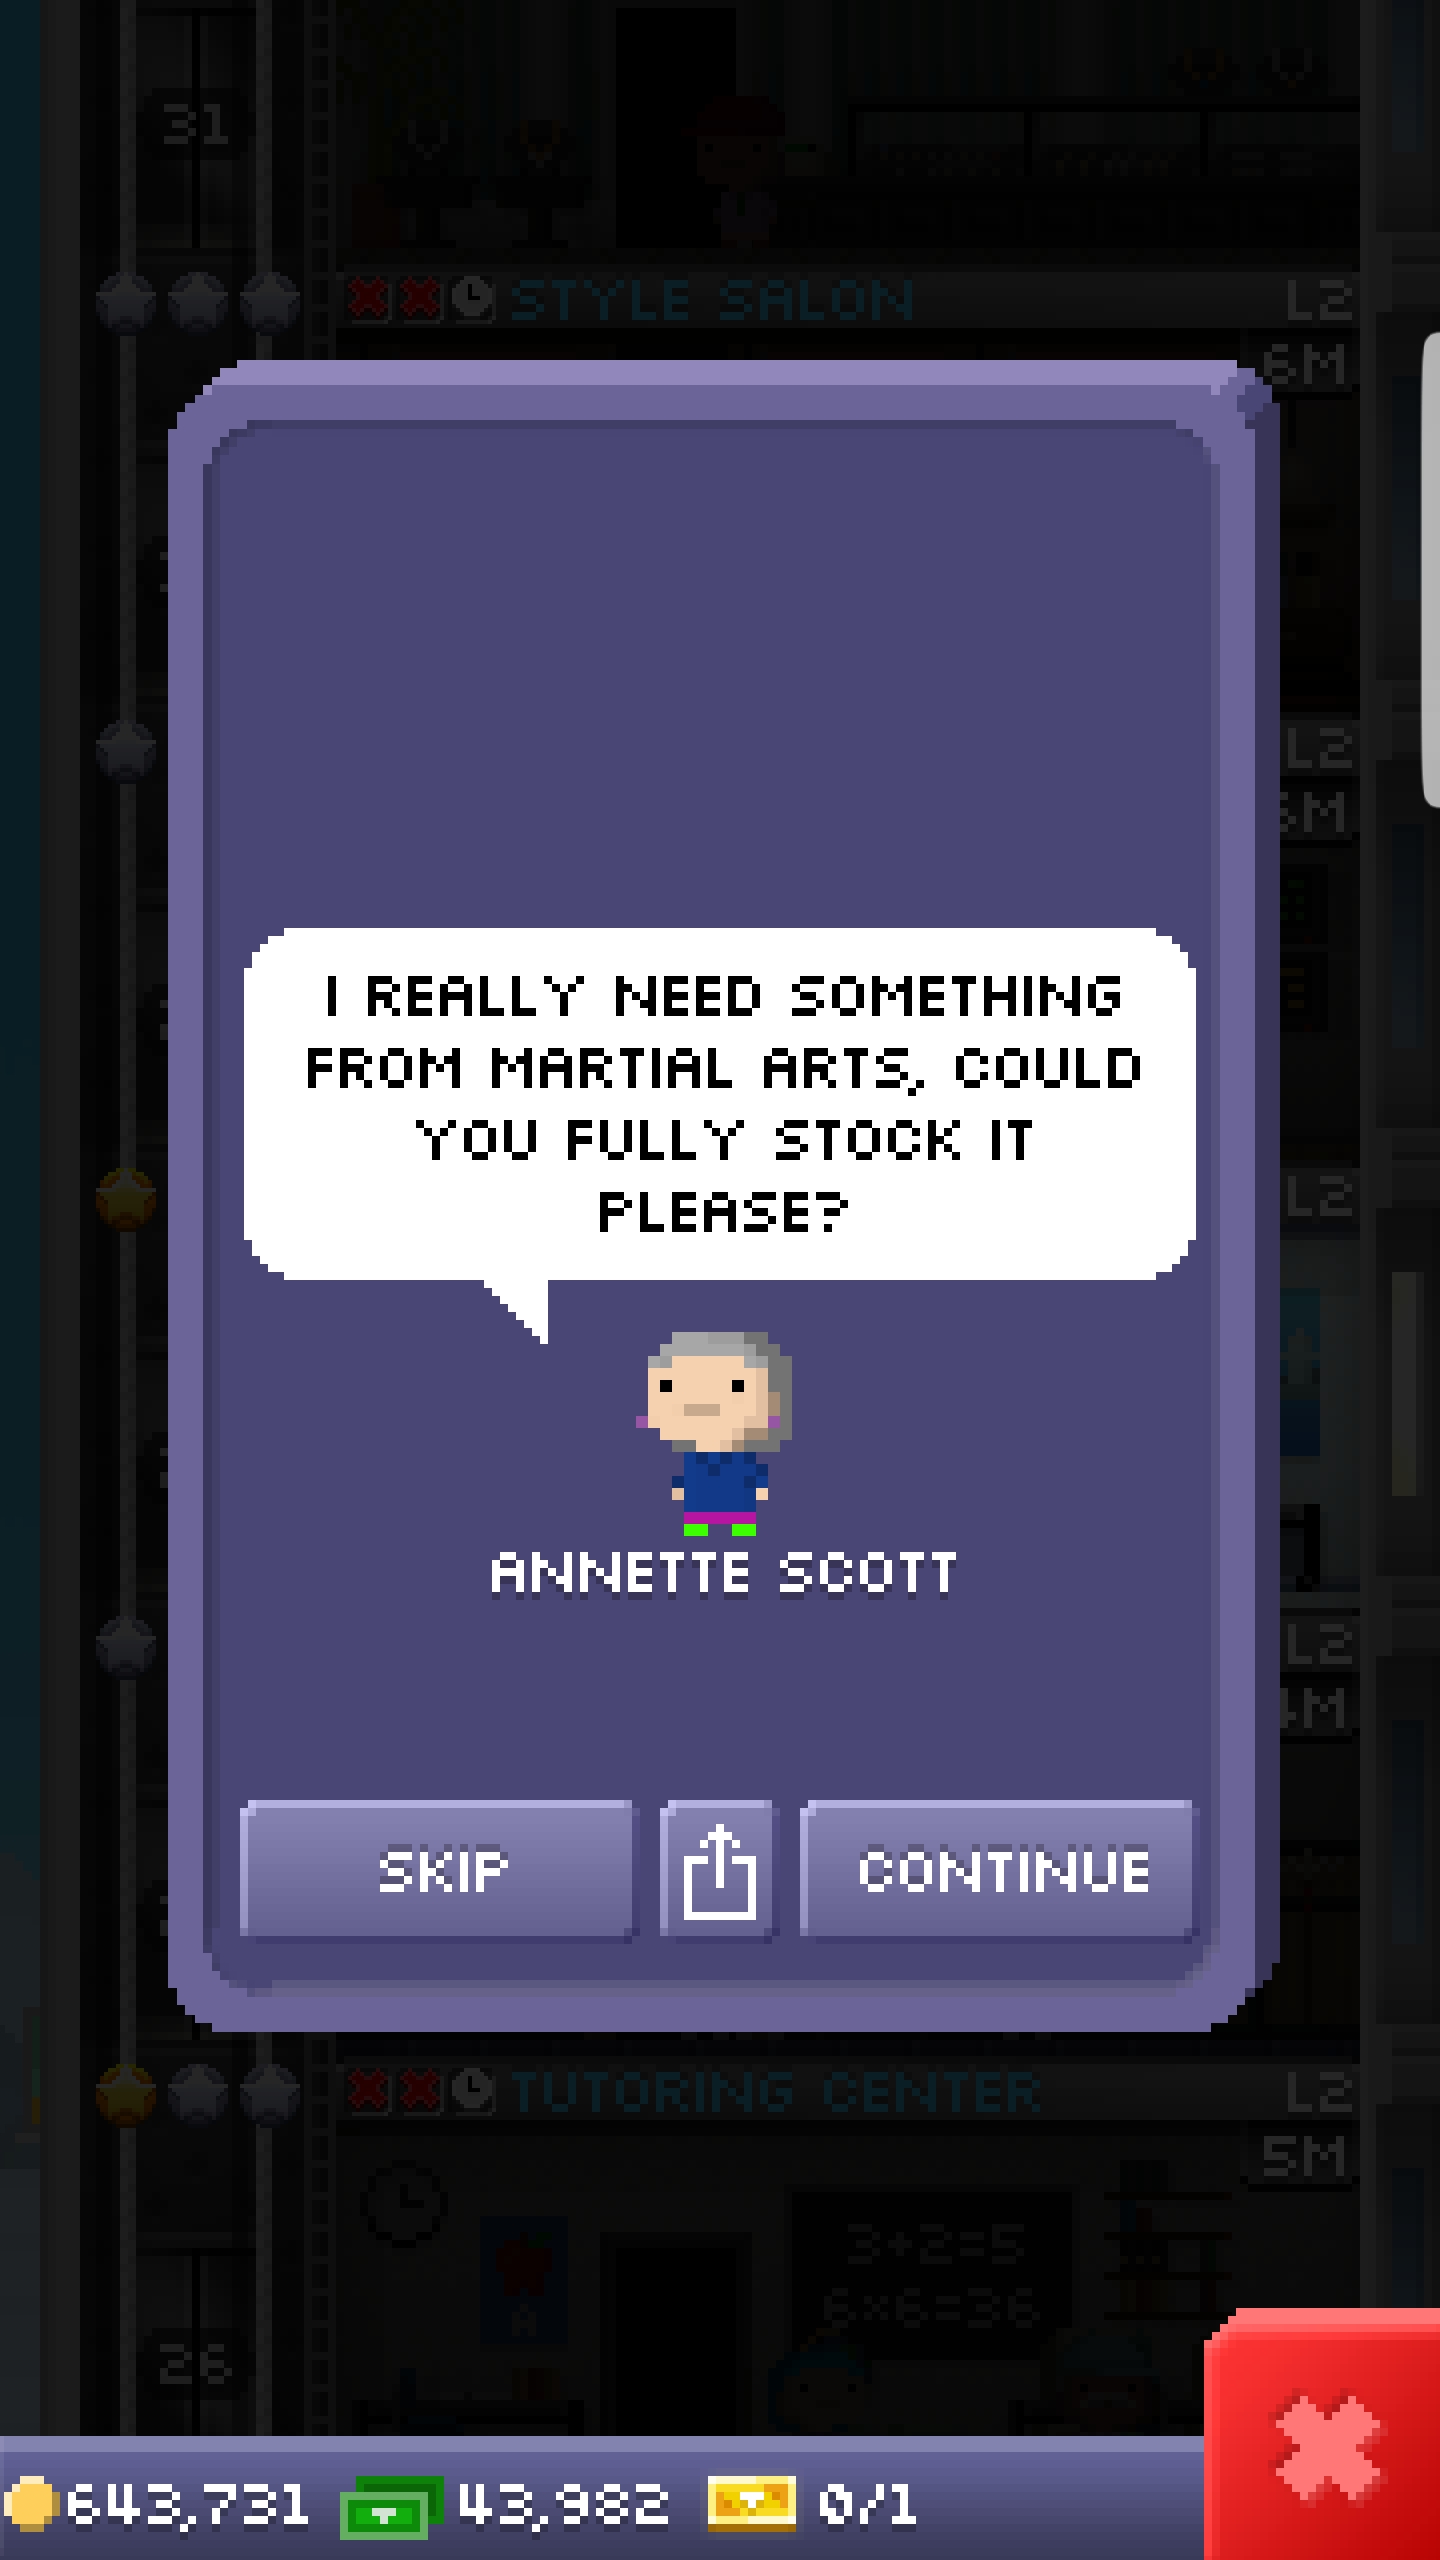 31
STYLE SALON L2
6M
L2
L2
L2
I REALLY NEED SOMETHING
FROM MARTIAL ARTS, COULD
YOU FULLY STOCK IT
PLEASE?
ANNETTE SCOTT
SKIP
CONTINUE
TUTORING CENTER L2
5M
3+2=5
6×6=36
A
26
643,731 43,982 0/1